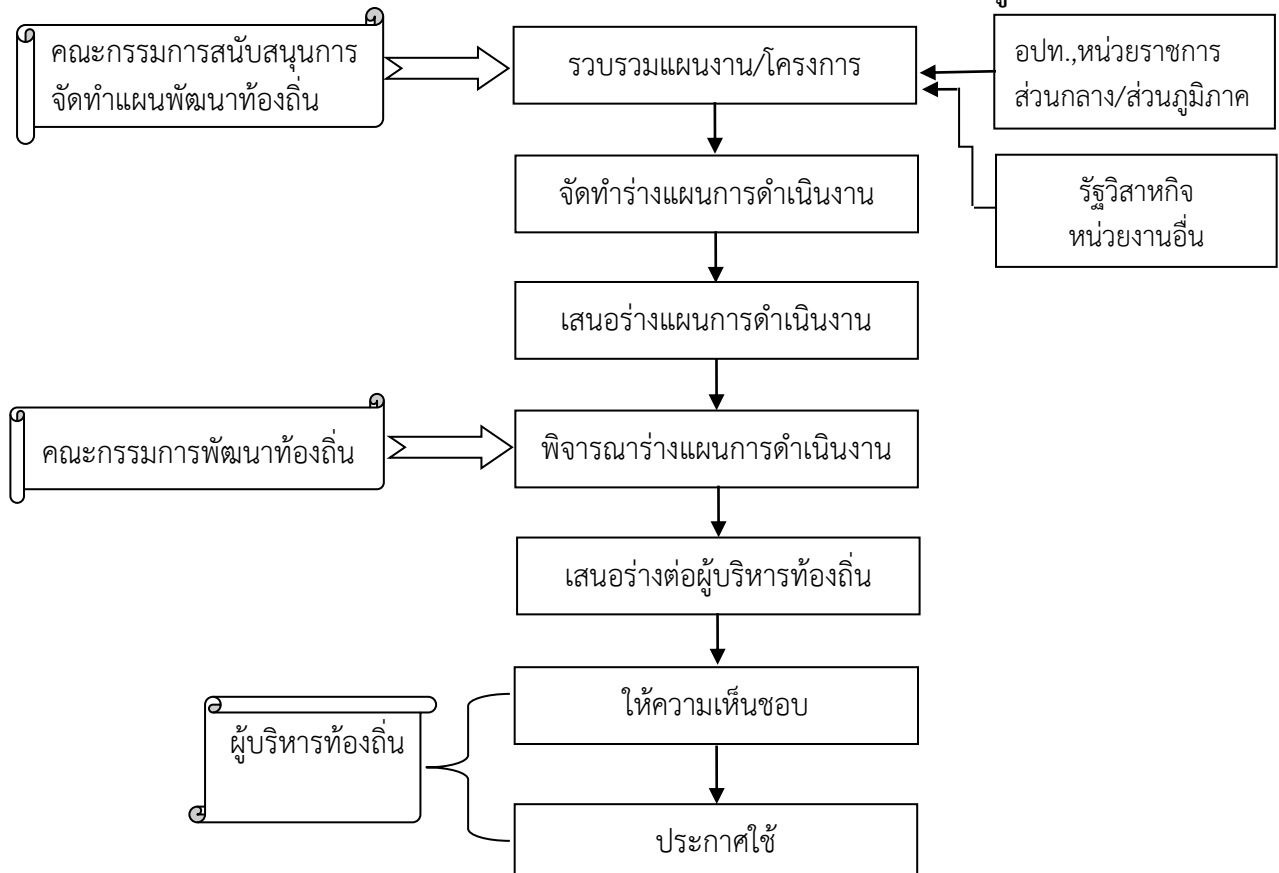 คณะกรรมการสนับสนุนการ
จัดทำแผนพัฒนาท้องถิ่น
รวบรวมแผนงาน/โครงการ
อปท.,หน่วยราชการ
ส่วนกลาง/ส่วนภูมิภาค
จัดทำร่างแผนการดำเนินงาน
รัฐวิสาหกิจ
หน่วยงานอื่น
เสนอร่างแผนการดำเนินงาน
คณะกรรมการพัฒนาท้องถิ่น
พิจารณาร่างแผนการดำเนินงาน
เสนอร่างต่อผู้บริหารท้องถิ่น
ผู้บริหารท้องถิ่น
ให้ความเห็นชอบ
ประกาศใช้